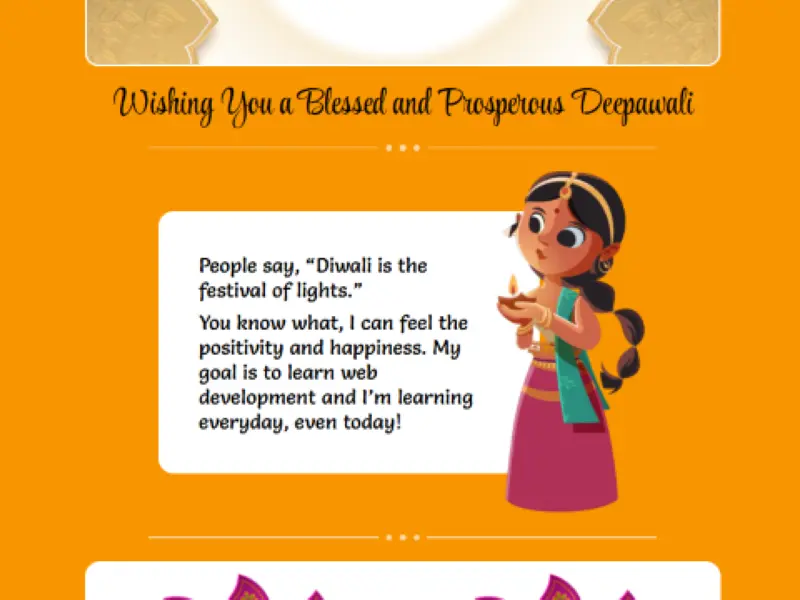 Wishing You a Blessed and Prosperous Deepawali
People say, “Diwali is the
festival of lights.”
You know what, I can feel the
positivity and happiness. My
goal is to learn web
development and I’m learning
everyday, even today!